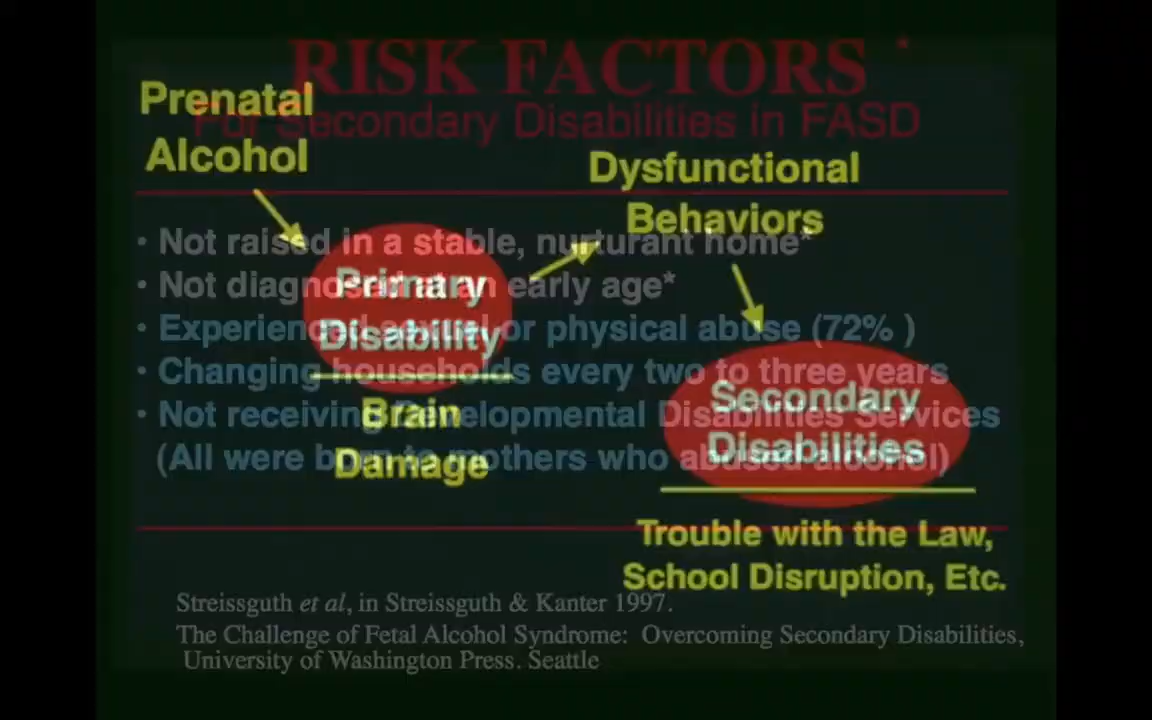 RISK FACTORS *
For Secondary Disabilities in FASD
• Not raised in a stable, nurturant home*
• Not diagnosed at an early age*
• Experienced or physical abuse (72% )
• Changing households every two to three years
• Not receiving Developmental Disabilities Services
(All were born to mothers who abused alcohol)
Streissguth et al, in Streissguth & Kanter 1997.
The Challenge of Fetal Alcohol Syndrome: Overcoming Secondary Disabilities,
University of Washington Press. Seattle
Prenatal
Alcohol
Primary
Disability
Brain
Damage
Dysfunctional
Behaviors
Secondary
Disabilities
Trouble with the Law,
School Disruption, Etc.